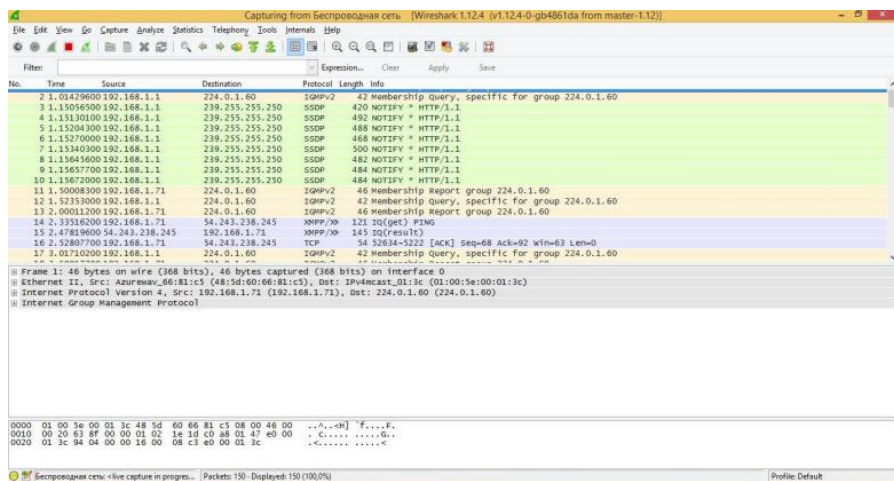 Capturing from Беспроводная сеть [Wireshark 1.12.4 (v1.12.4-0-gb4861da from master-1.12)]
File Edit View Go Capture Analyze Statistics Telephony Tools Internals Help
Filter: Expression... Clear Apply Save
No. Time Source Destination Protocol Length Info
2 1.01429600 192.168.1.1 224.0.1.60 IGMPv2 42 Membership Query, specific for group 224.0.1.60
3 1.15056500 192.168.1.1 239.255.255.250 SSDP 420 NOTIFY * HTTP/1.1
4 1.15130100 192.168.1.1 239.255.255.250 SSDP 492 NOTIFY * HTTP/1.1
5 1.15204300 192.168.1.1 239.255.255.250 SSDP 488 NOTIFY * HTTP/1.1
6 1.15270000 192.168.1.1 239.255.255.250 SSDP 468 NOTIFY * HTTP/1.1
7 1.15340300 192.168.1.1 239.255.255.250 SSDP 500 NOTIFY * HTTP/1.1
8 1.15645600 192.168.1.1 239.255.255.250 SSDP 482 NOTIFY * HTTP/1.1
9 1.15657700 192.168.1.1 239.255.255.250 SSDP 484 NOTIFY * HTTP/1.1
10 1.15672000 192.168.1.1 239.255.255.250 SSDP 484 NOTIFY * HTTP/1.1
11 1.50008300 192.168.1.71 224.0.1.60 IGMPv2 46 Membership Report group 224.0.1.60
12 1.52353000 192.168.1.1 224.0.1.60 IGMPv2 42 Membership Query, specific for group 224.0.1.60
13 2.00011200 192.168.1.71 224.0.1.60 IGMPv2 46 Membership Report group 224.0.1.60
14 2.33516200 192.168.1.71 54.243.238.245 XMPP/XM 121 IQ(get) PING
15 2.47819600 54.243.238.245 192.168.1.71 XMPP/XM 145 IQ(result)
16 2.52807700 192.168.1.71 54.243.238.245 TCP 54 52634→5222 [ACK] Seq=68 Ack=92 Win=63 Len=0
17 3.01710200 192.168.1.1 224.0.1.60 IGMPv2 42 Membership Query, specific for group 224.0.1.60
Frame 1: 46 bytes on wire (368 bits), 46 bytes captured (368 bits) on interface 0
Ethernet II, Src: Azurewav_66:81:c5 (48:5d:60:66:81:c5), Dst: IPv4mcast_01:3c (01:00:5e:00:01:3c)
Internet Protocol Version 4, Src: 192.168.1.71 (192.168.1.71), Dst: 224.0.1.60 (224.0.1.60)
Internet Group Management Protocol
0000 01 00 5e 00 01 3c 48 5d 60 66 81 c5 08 00 46 00 ..^..<H] `f....F.
0010 00 20 63 8f 00 00 01 02 1e 1d c0 a8 01 47 e0 00 . c..... .....G..
0020 01 3c 94 04 00 00 16 00 08 c3 e0 00 01 3c .<...... .....<
Беспроводная сеть: <live capture in progres... Packets: 150 · Displayed: 150 (100,0%) Profile: Default